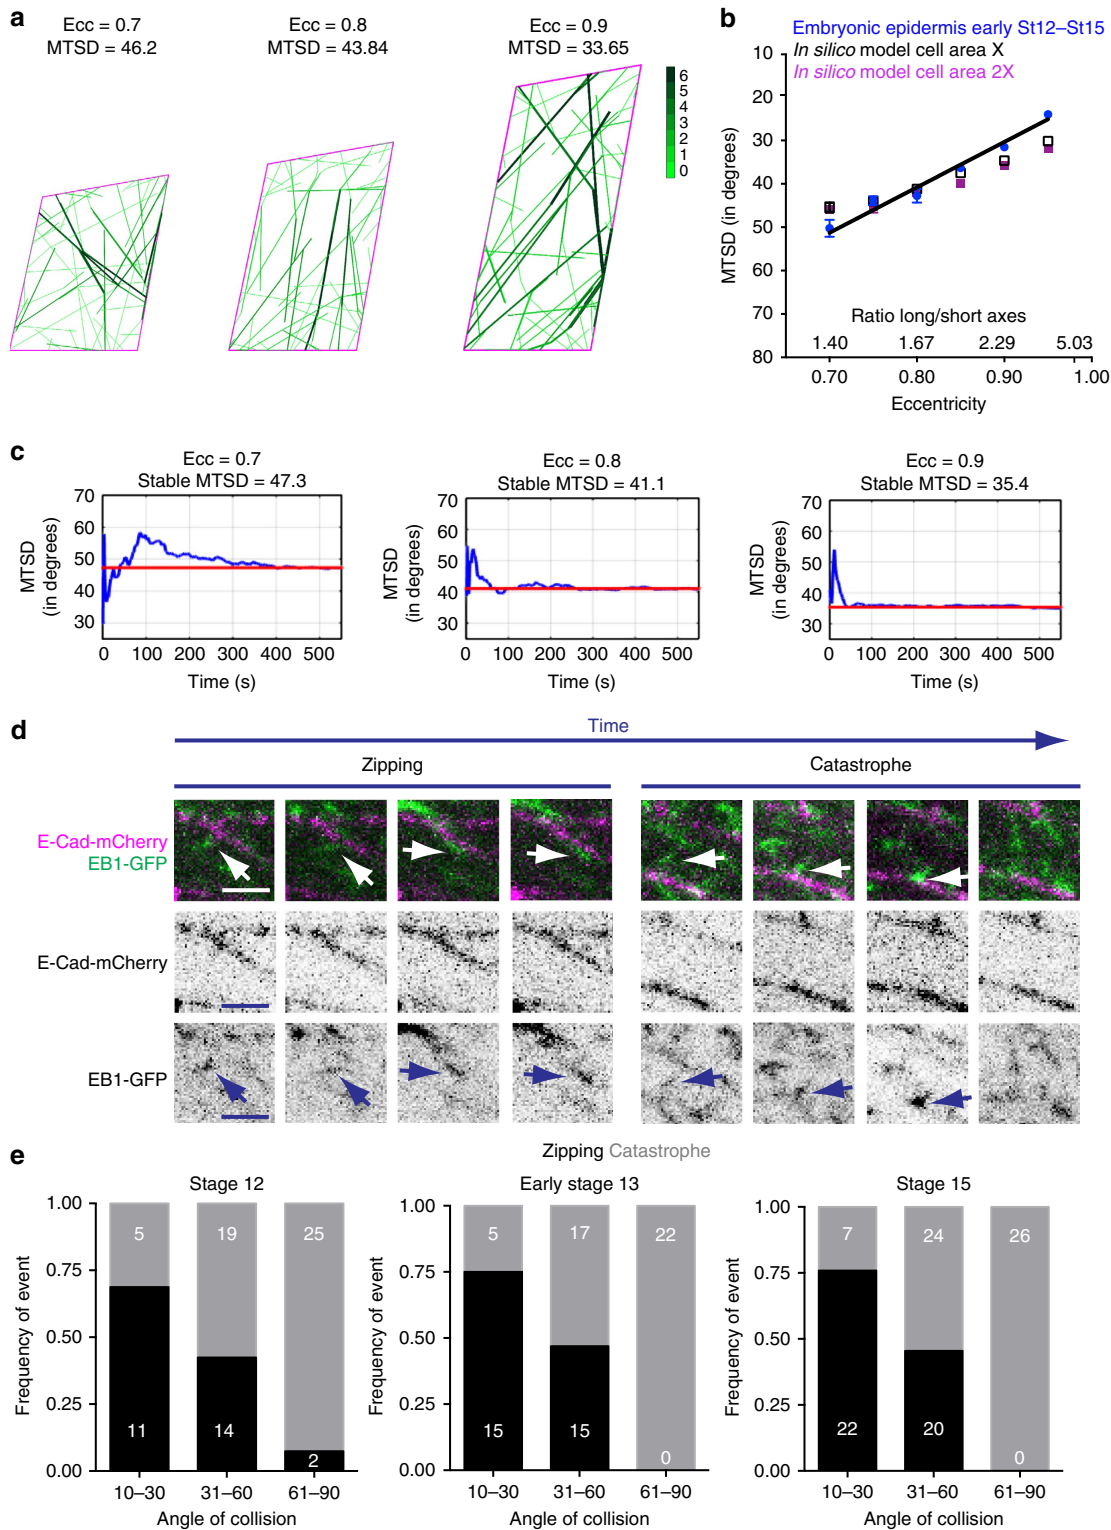 a
Ecc = 0.7
MTSD = 46.2
Ecc = 0.8
MTSD = 43.84
Ecc = 0.9
MTSD = 33.65
6
5
4
3
2
1
0
b
Embryonic epidermis early St12–St15
In silico model cell area X
In silico model cell area 2X
MTSD (in degrees)
10
20
30
40
50
60
70
80
Ratio long/short axes
1.40 1.67 2.29 5.03
0.70 0.80 0.90 1.00
Eccentricity
c
Ecc = 0.7
Stable MTSD = 47.3
MTSD
(in degrees)
70
60
50
40
30
0 100 200 300 400 500
Time (s)
Ecc = 0.8
Stable MTSD = 41.1
MTSD
(in degrees)
70
60
50
40
30
0 100 200 300 400 500
Time (s)
Ecc = 0.9
Stable MTSD = 35.4
MTSD
(in degrees)
70
60
50
40
30
0 100 200 300 400 500
Time (s)
d
Time
Zipping
Catastrophe
E-Cad-mCherry
EB1-GFP
E-Cad-mCherry
EB1-GFP
e
Zipping Catastrophe
Stage 12
Frequency of event
1.00
0.75
0.50
0.25
0.00
5 19 25
11 14 2
10–30 31–60 61–90
Angle of collision
Early stage 13
Frequency of event
1.00
0.75
0.50
0.25
0.00
5 17 22
15 15 0
10–30 31–60 61–90
Angle of collision
Stage 15
Frequency of event
1.00
0.75
0.50
0.25
0.00
7 24 26
22 20 0
10–30 31–60 61–90
Angle of collision